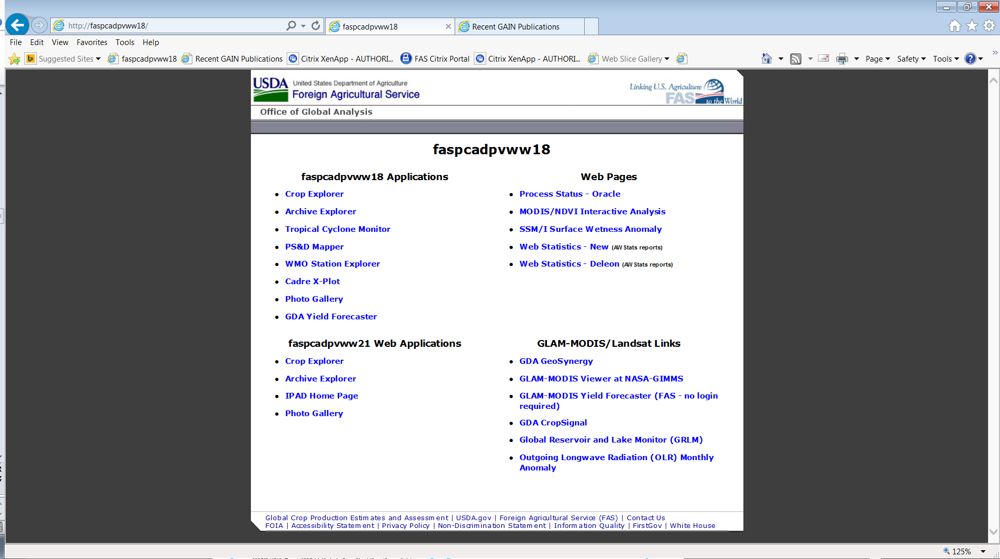 http://faspcadpvww18/
faspcadpvww18
Recent GAIN Publications
File Edit View Favorites Tools Help
Suggested Sites faspcadpvww18 Recent GAIN Publications Citrix XenApp - AUTHORI... FAS Citrix Portal Citrix XenApp - AUTHORI... Web Slice Gallery Page Safety Tools
USDA United States Department of Agriculture
Foreign Agricultural Service
Linking U.S. Agriculture
FAS to the World
Office of Global Analysis
faspcadpvww18
faspcadpvww18 Applications
Crop Explorer
Archive Explorer
Tropical Cyclone Monitor
PS&D Mapper
WMO Station Explorer
Cadre X-Plot
Photo Gallery
GDA Yield Forecaster
Web Pages
Process Status - Oracle
MODIS/NDVI Interactive Analysis
SSM/I Surface Wetness Anomaly
Web Statistics - New (AW Stats reports)
Web Statistics - Deleon (AW Stats reports)
faspcadpvww21 Web Applications
Crop Explorer
Archive Explorer
IPAD Home Page
Photo Gallery
GLAM-MODIS/Landsat Links
GDA GeoSynergy
GLAM-MODIS Viewer at NASA-GIMMS
GLAM-MODIS Yield Forecaster (FAS - no login
required)
GDA CropSignal
Global Reservoir and Lake Monitor (GRLM)
Outgoing Longwave Radiation (OLR) Monthly
Anomaly
Global Crop Production Estimates and Assessment | USDA.gov | Foreign Agricultural Service (FAS) | Contact Us
FOIA | Accessibility Statement | Privacy Policy | Non-Discrimination Statement | Information Quality | FirstGov | White House
125%